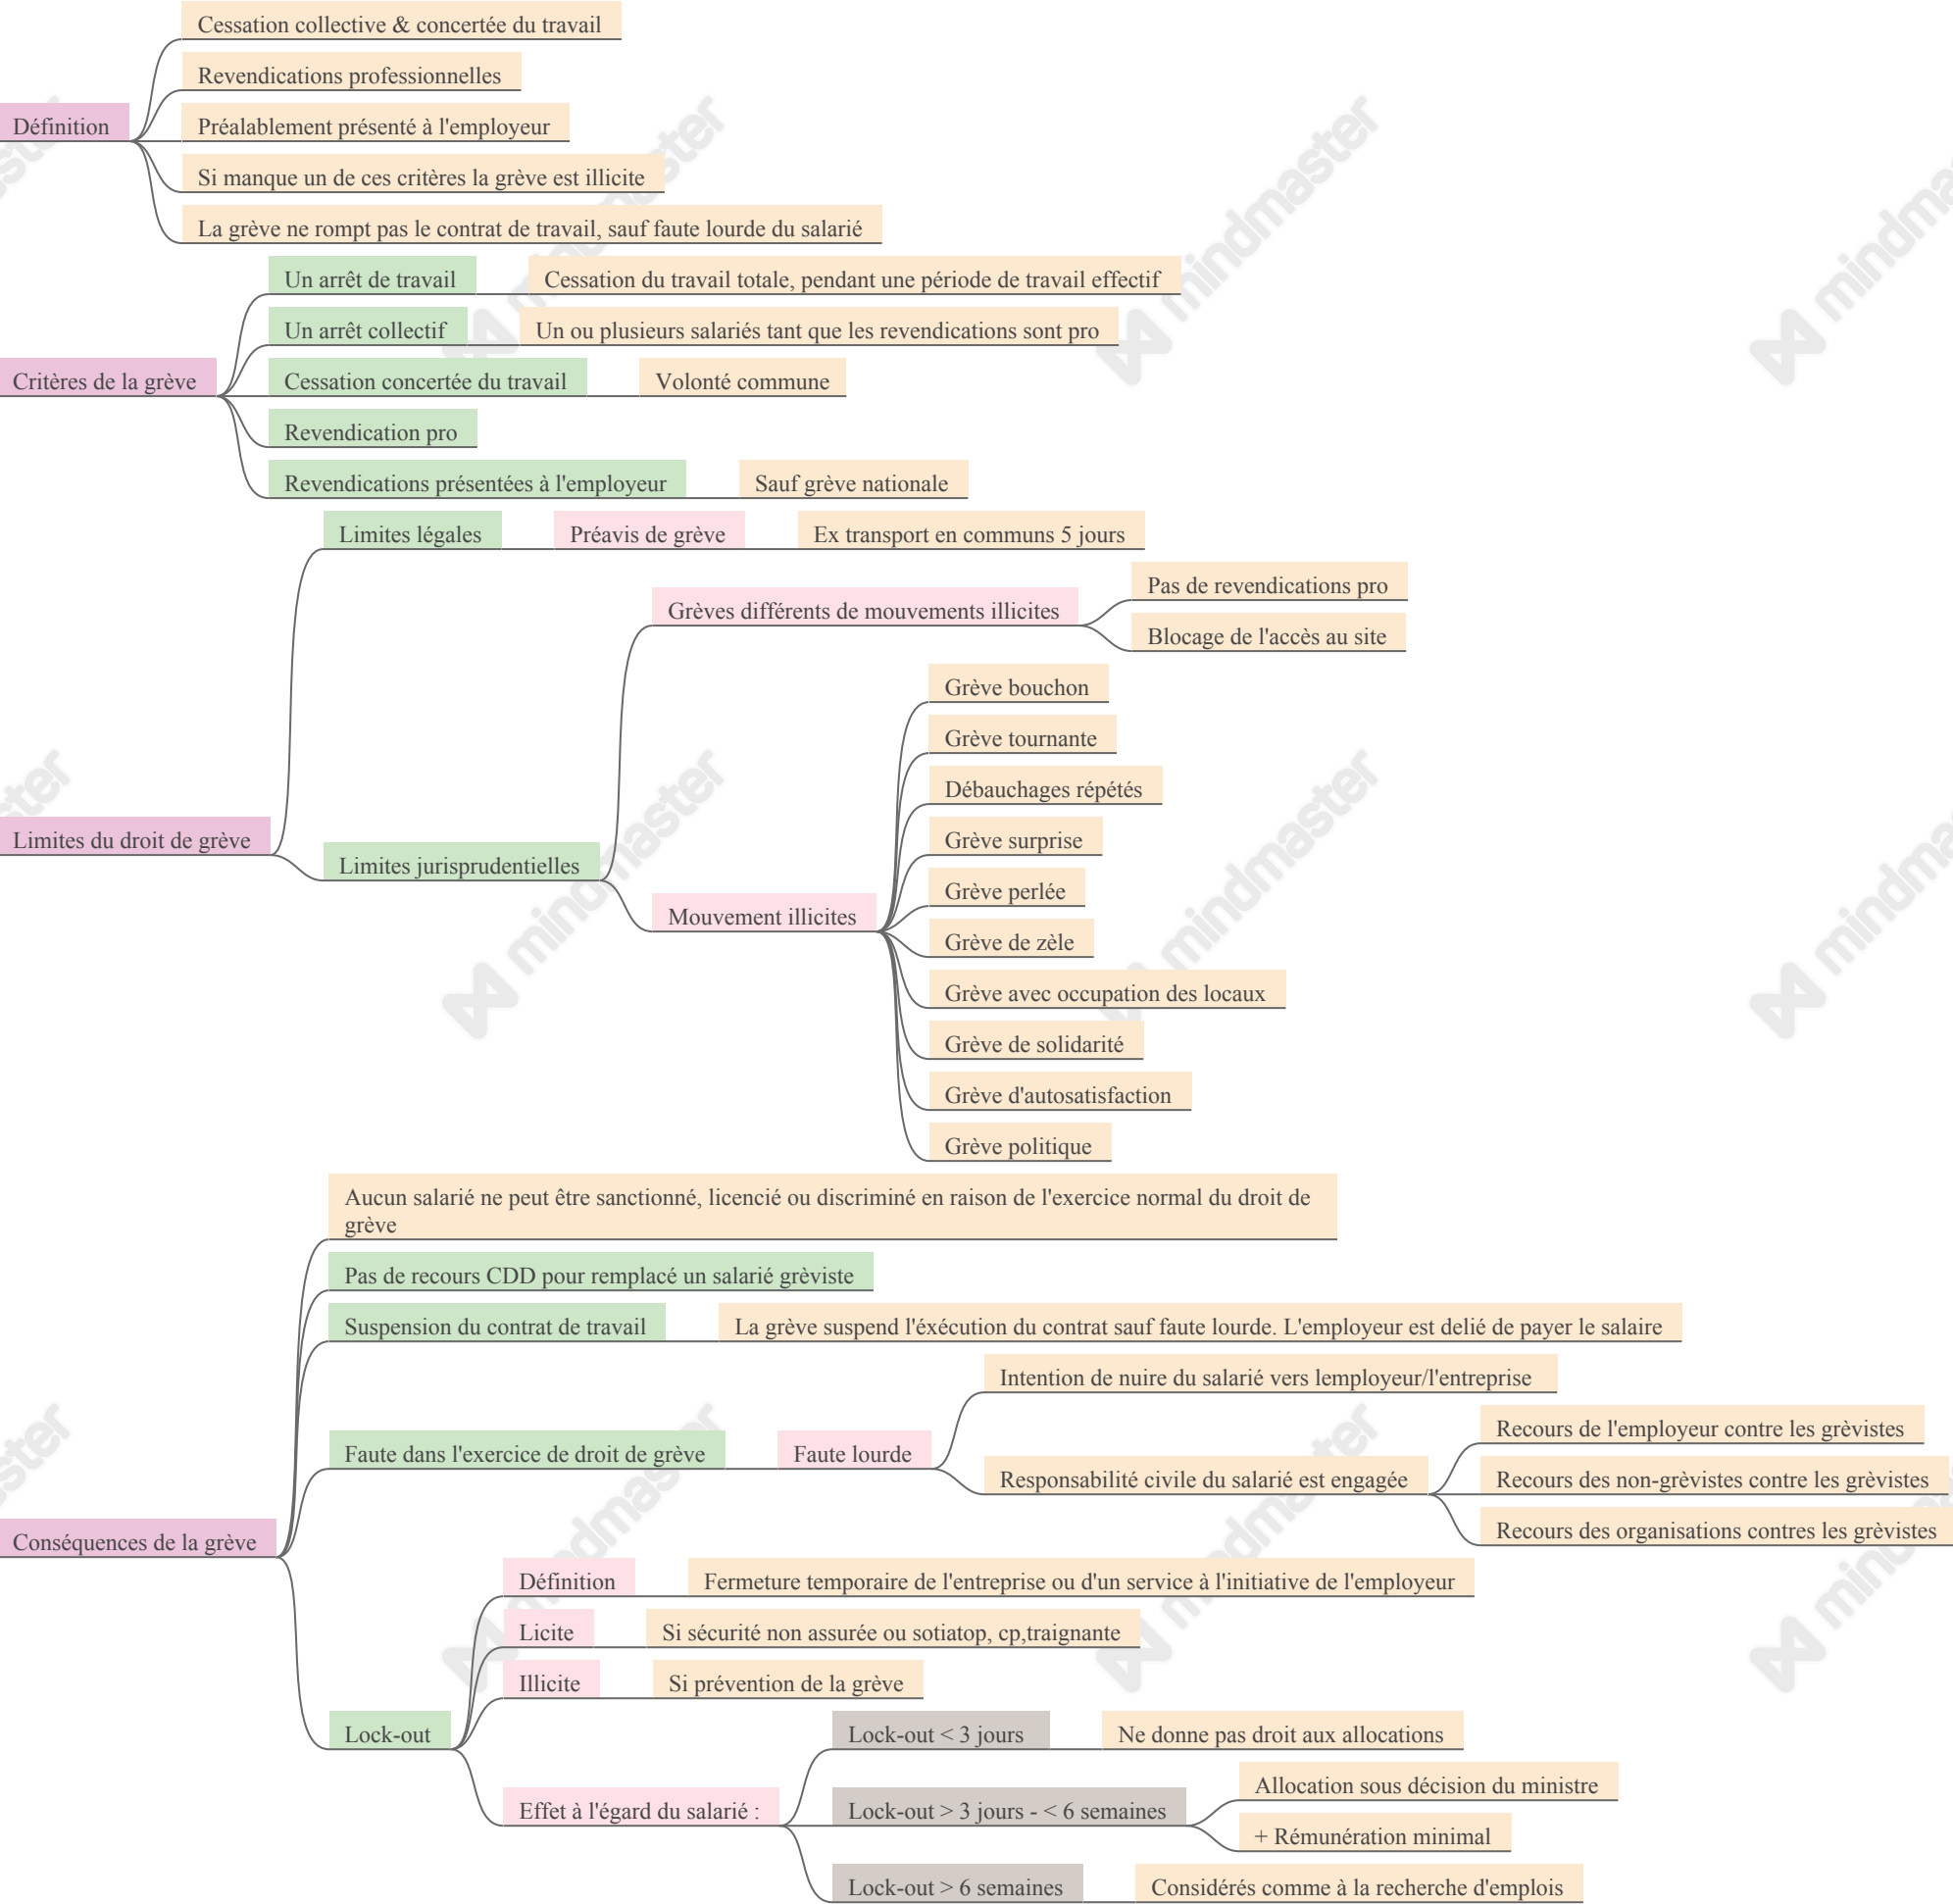 Définition
Cessation collective & concertée du travail
Revendications professionnelles
Préalablement présenté à l'employeur
Si manque un de ces critères la grève est illicite
La grève ne rompt pas le contrat de travail, sauf faute lourde du salarié
Critères de la grève
Un arrêt de travail
Cessation du travail totale, pendant une période de travail effectif
Un arrêt collectif
Un ou plusieurs salariés tant que les revendications sont pro
Cessation concertée du travail
Volonté commune
Revendication pro
Revendications présentées à l'employeur
Sauf grève nationale
Limites du droit de grève
Limites légales
Préavis de grève
Ex transport en communs 5 jours
Limites jurisprudentielles
Grèves différents de mouvements illicites
Pas de revendications pro
Blocage de l'accès au site
Mouvement illicites
Grève bouchon
Grève tournante
Débauchages répétés
Grève surprise
Grève perlée
Grève de zèle
Grève avec occupation des locaux
Grève de solidarité
Grève d'autosatisfaction
Grève politique
Conséquences de la grève
Aucun salarié ne peut être sanctionné, licencié ou discriminé en raison de l'exercice normal du droit de
grève
Pas de recours CDD pour remplacé un salarié grèviste
Suspension du contrat de travail
La grève suspend l'éxécution du contrat sauf faute lourde. L'employeur est delié de payer le salaire
Faute dans l'exercice de droit de grève
Faute lourde
Intention de nuire du salarié vers lemployeur/l'entreprise
Responsabilité civile du salarié est engagée
Recours de l'employeur contre les grèvistes
Recours des non-grèvistes contre les grèvistes
Recours des organisations contres les grèvistes
Lock-out
Définition
Fermeture temporaire de l'entreprise ou d'un service à l'initiative de l'employeur
Licite
Si sécurité non assurée ou sotiatop, cp,traignante
Illicite
Si prévention de la grève
Effet à l'égard du salarié :
Lock-out < 3 jours
Ne donne pas droit aux allocations
Lock-out > 3 jours - < 6 semaines
Allocation sous décision du ministre
+ Rémunération minimal
Lock-out > 6 semaines
Considérés comme à la recherche d'emplois
mindmaster
mindmaster
mindmaster
mindmaster
mindmaster
mindmaster